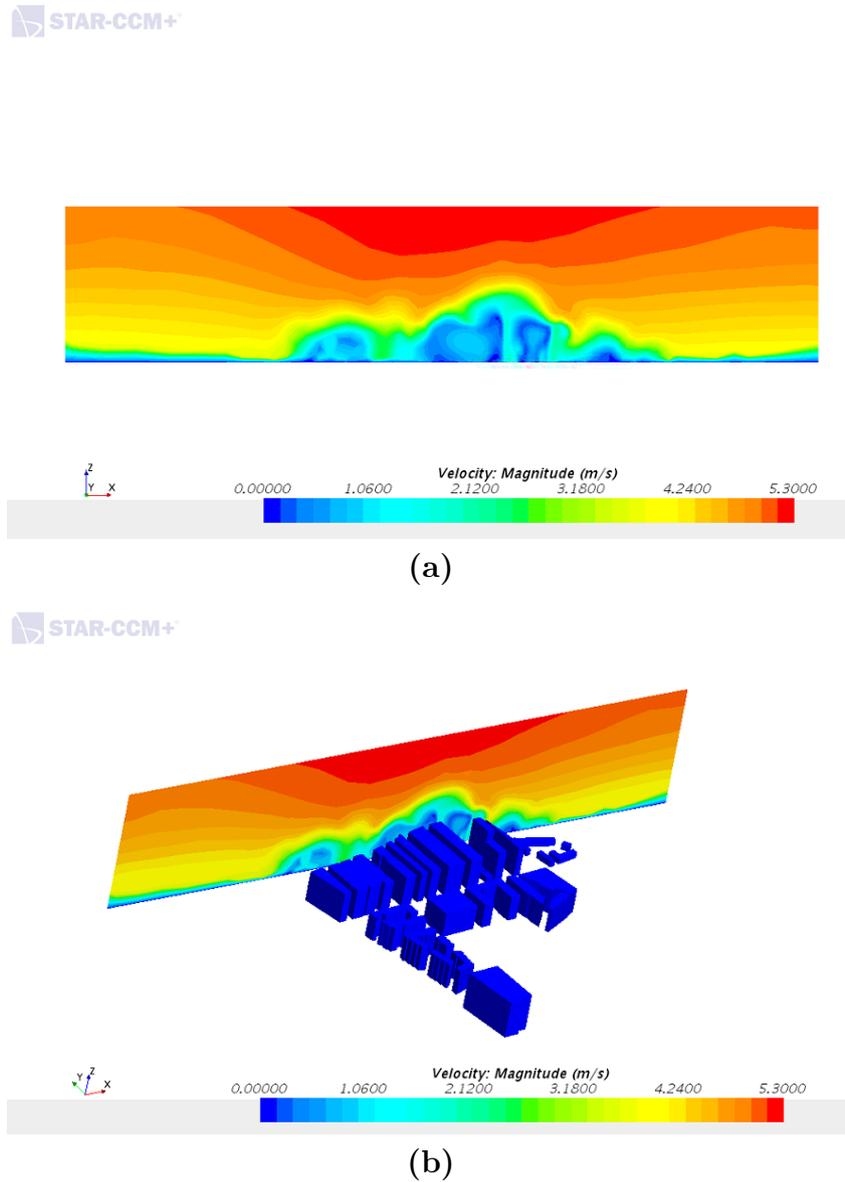 STAR-CCM+
Z
Y X
Velocity: Magnitude (m/s)
0.00000 1.0600 2.1200 3.1800 4.2400 5.3000
(a)
STAR-CCM+
Y Z X
Velocity: Magnitude (m/s)
0.00000 1.0600 2.1200 3.1800 4.2400 5.3000
(b)